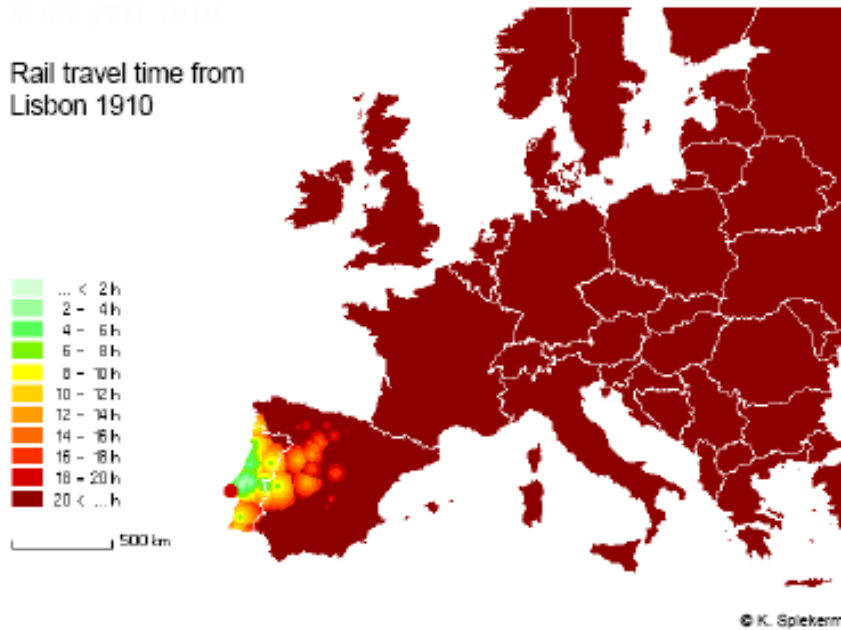 Rail travel time from
Lisbon 1910
... < 2 h
2 - 4 h
4 - 6 h
6 - 8 h
8 - 10 h
10 - 12 h
12 - 14 h
14 - 16 h
16 - 18 h
18 - 20 h
20 < ... h
500 km
© K. Spiekerm